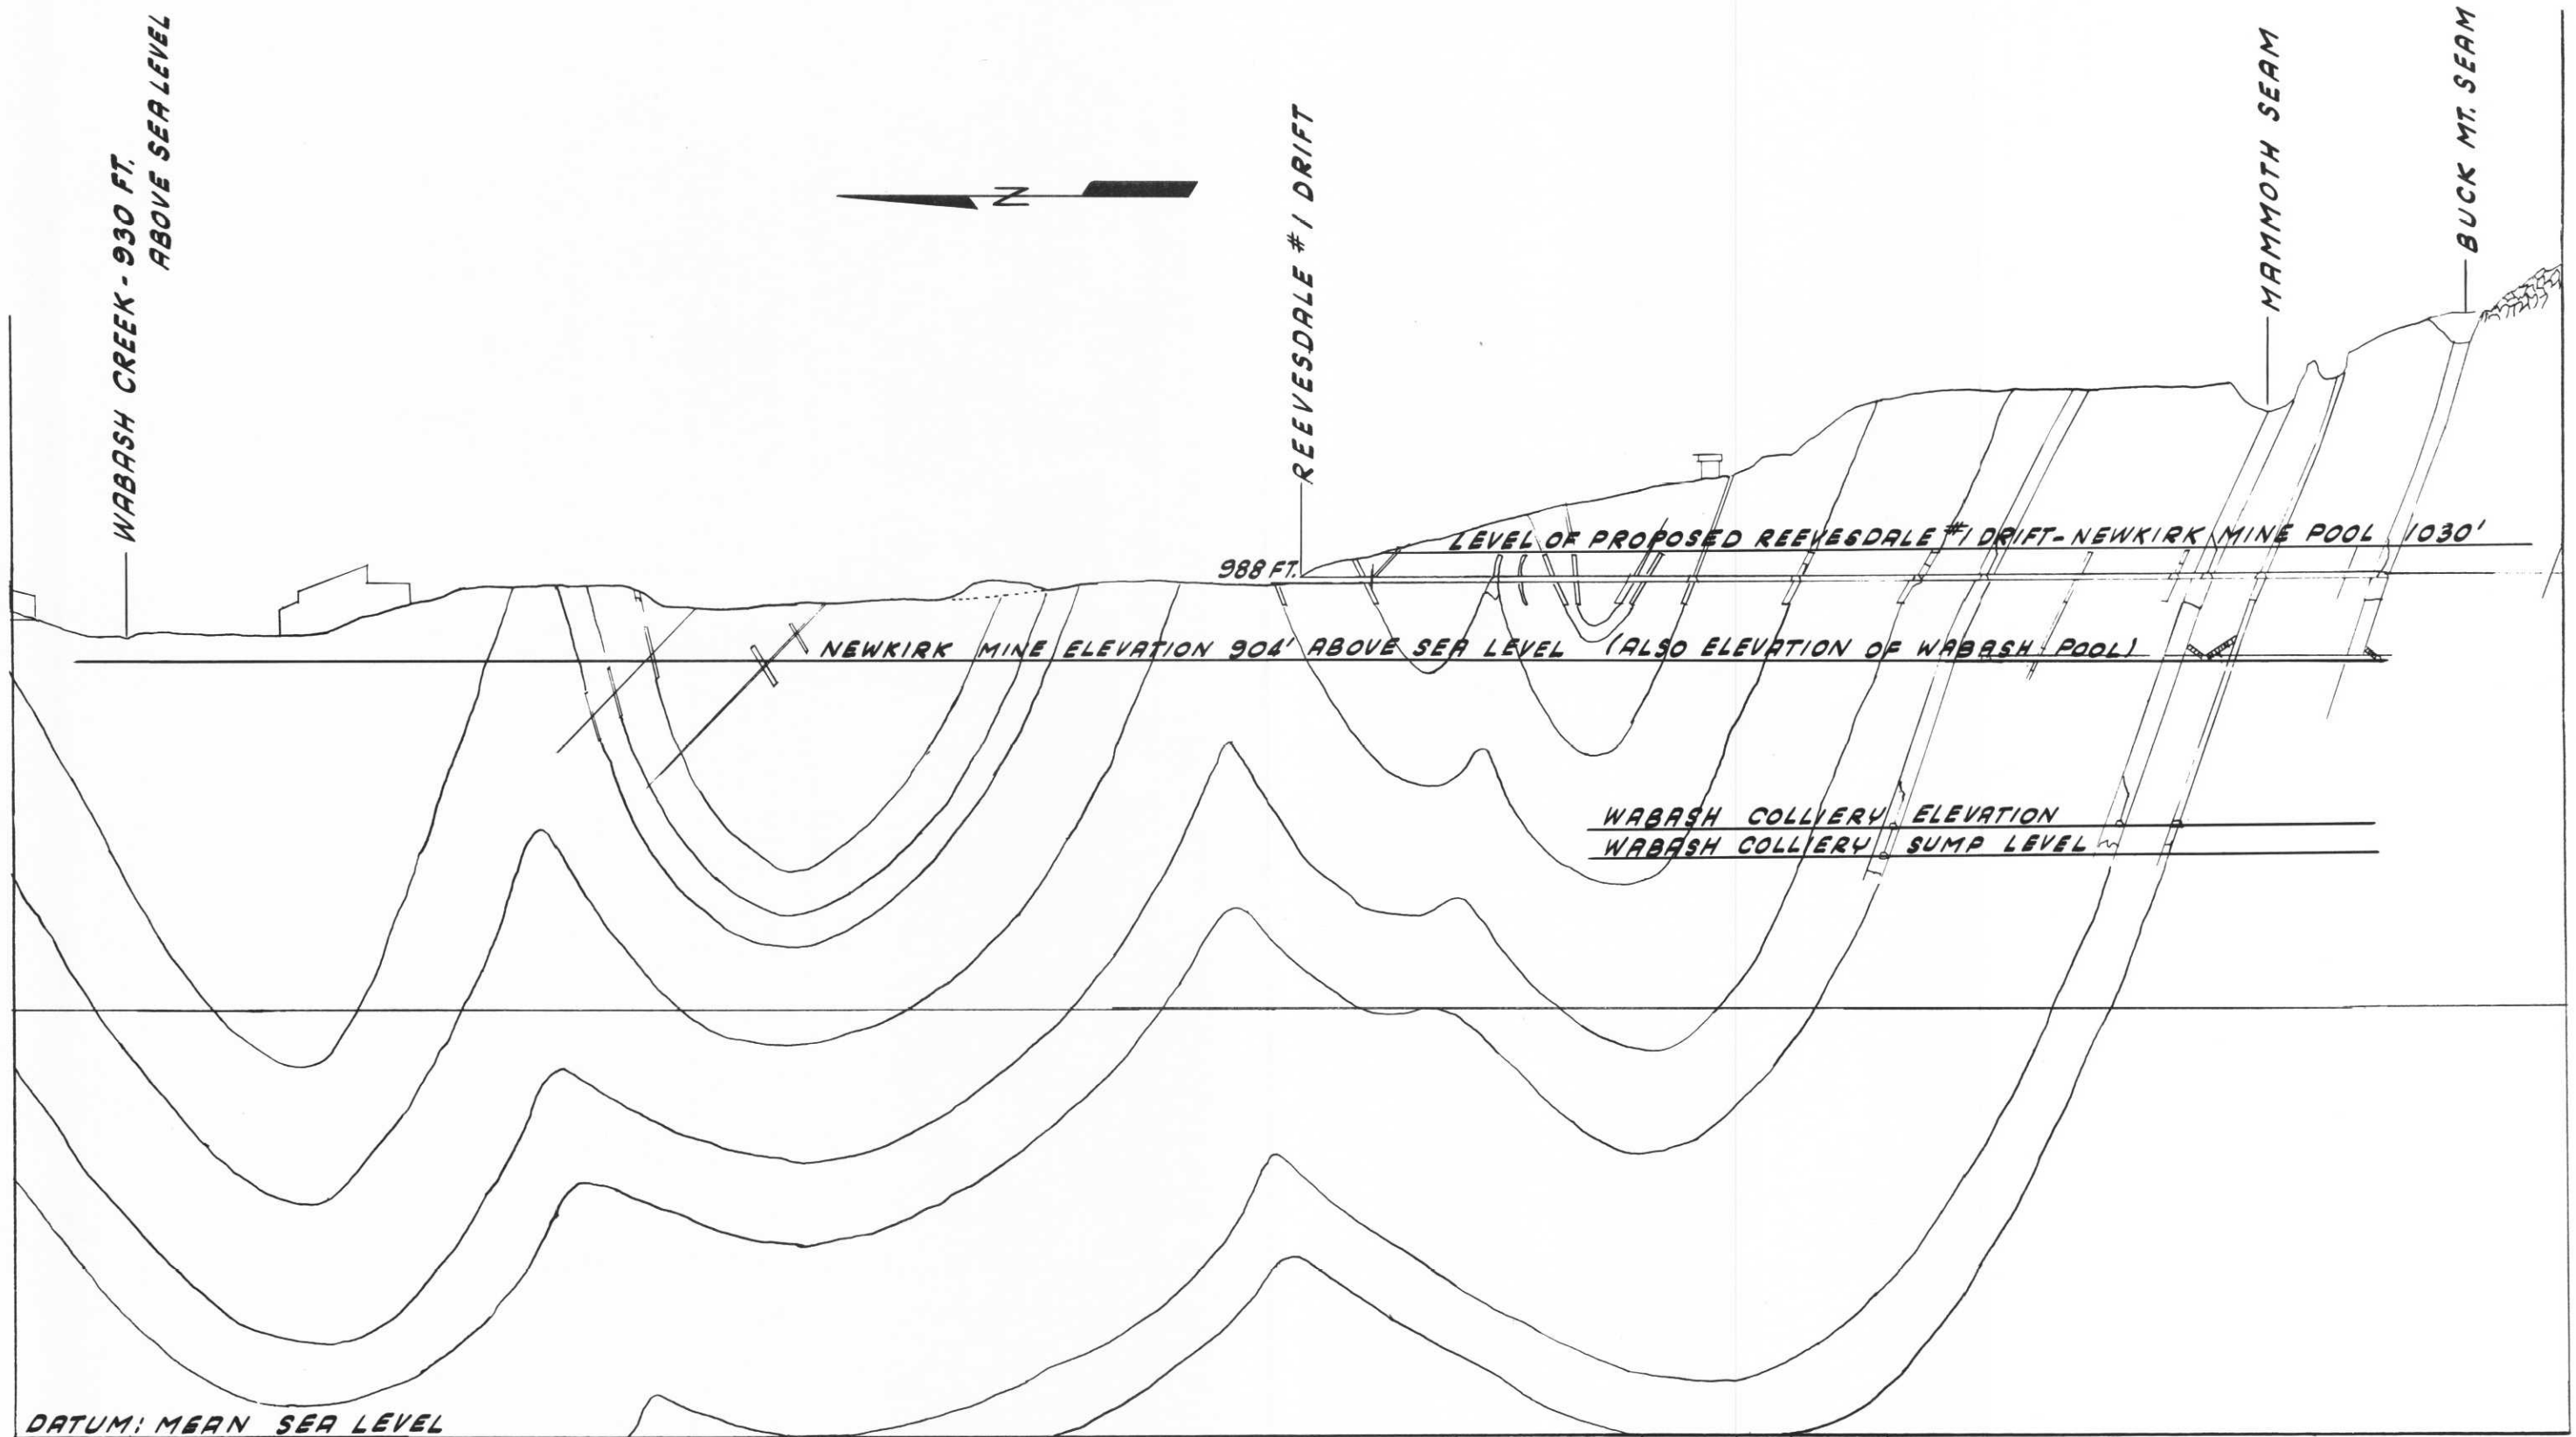 WABASH CREEK - 930 FT.
ABOVE SEA LEVEL
N
REEVESDALE #1 DRIFT
MAMMOTH SEAM
BUCK MT. SEAM
LEVEL OF PROPOSED REEVESDALE #1 DRIFT - NEWKIRK MINE POOL 1030'
988 FT.
NEWKIRK MINE ELEVATION 904' ABOVE SEA LEVEL (ALSO ELEVATION OF WABASH POOL)
WABASH COLLIERY ELEVATION
WABASH COLLIERY SUMP LEVEL
DATUM: MEAN SEA LEVEL